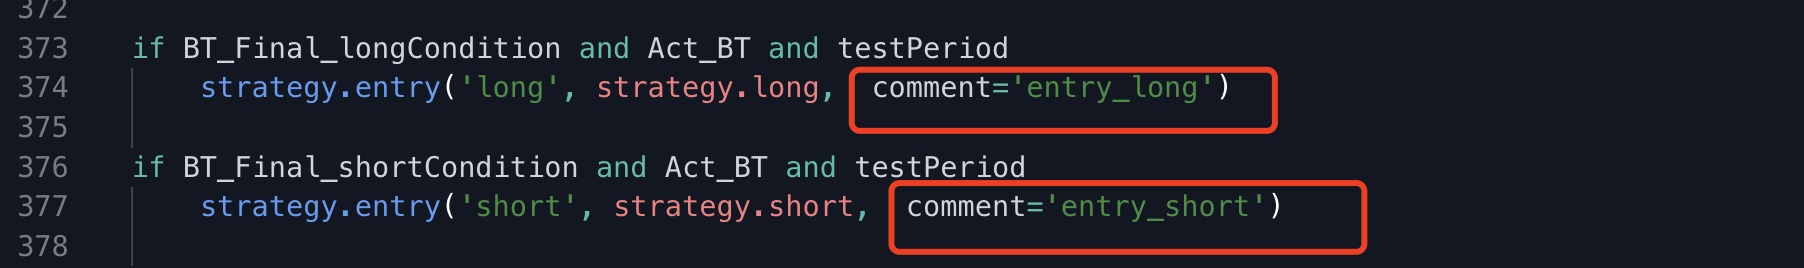 372
373 if BT_Final_longCondition and Act_BT and testPeriod
374 strategy.entry('long', strategy.long, comment='entry_long')
375
376 if BT_Final_shortCondition and Act_BT and testPeriod
377 strategy.entry('short', strategy.short, comment='entry_short')
378